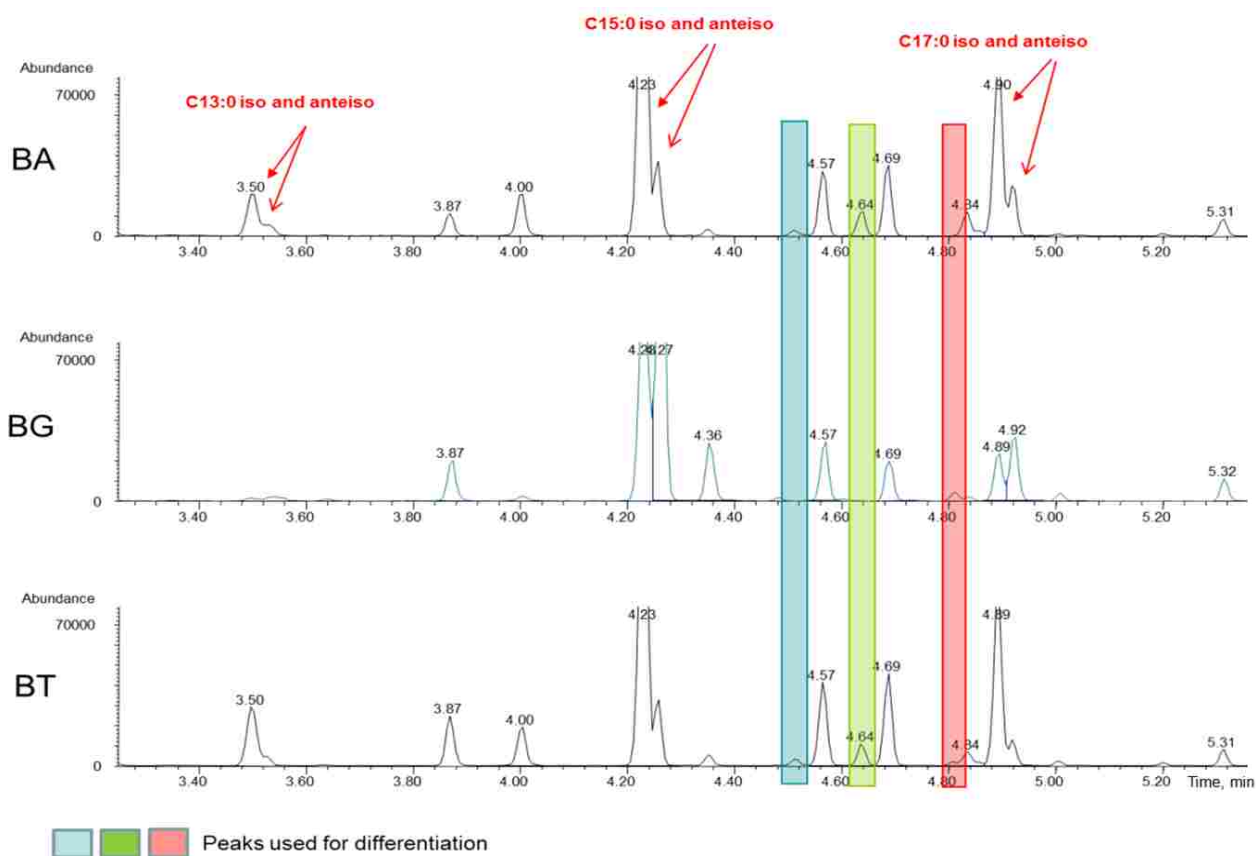 C15:0 iso and anteiso
C17:0 iso and anteiso
Abundance
70000
C13:0 iso and anteiso
BA
3.50
3.87
4.00
4.23
4.57
4.64
4.69
4.84
4.90
5.31
0
3.40 3.60 3.80 4.00 4.20 4.40 4.60 4.80 5.00 5.20
Abundance
70000
BG
3.87
4.27
4.36
4.57
4.69
4.89
4.92
5.32
0
3.40 3.60 3.80 4.00 4.20 4.40 4.60 4.80 5.00 5.20
Abundance
70000
BT
3.50
3.87
4.00
4.23
4.57
4.64
4.69
4.84
4.89
5.31
0
3.40 3.60 3.80 4.00 4.20 4.40 4.60 4.80 5.00 5.20 Time, min
Peaks used for differentiation